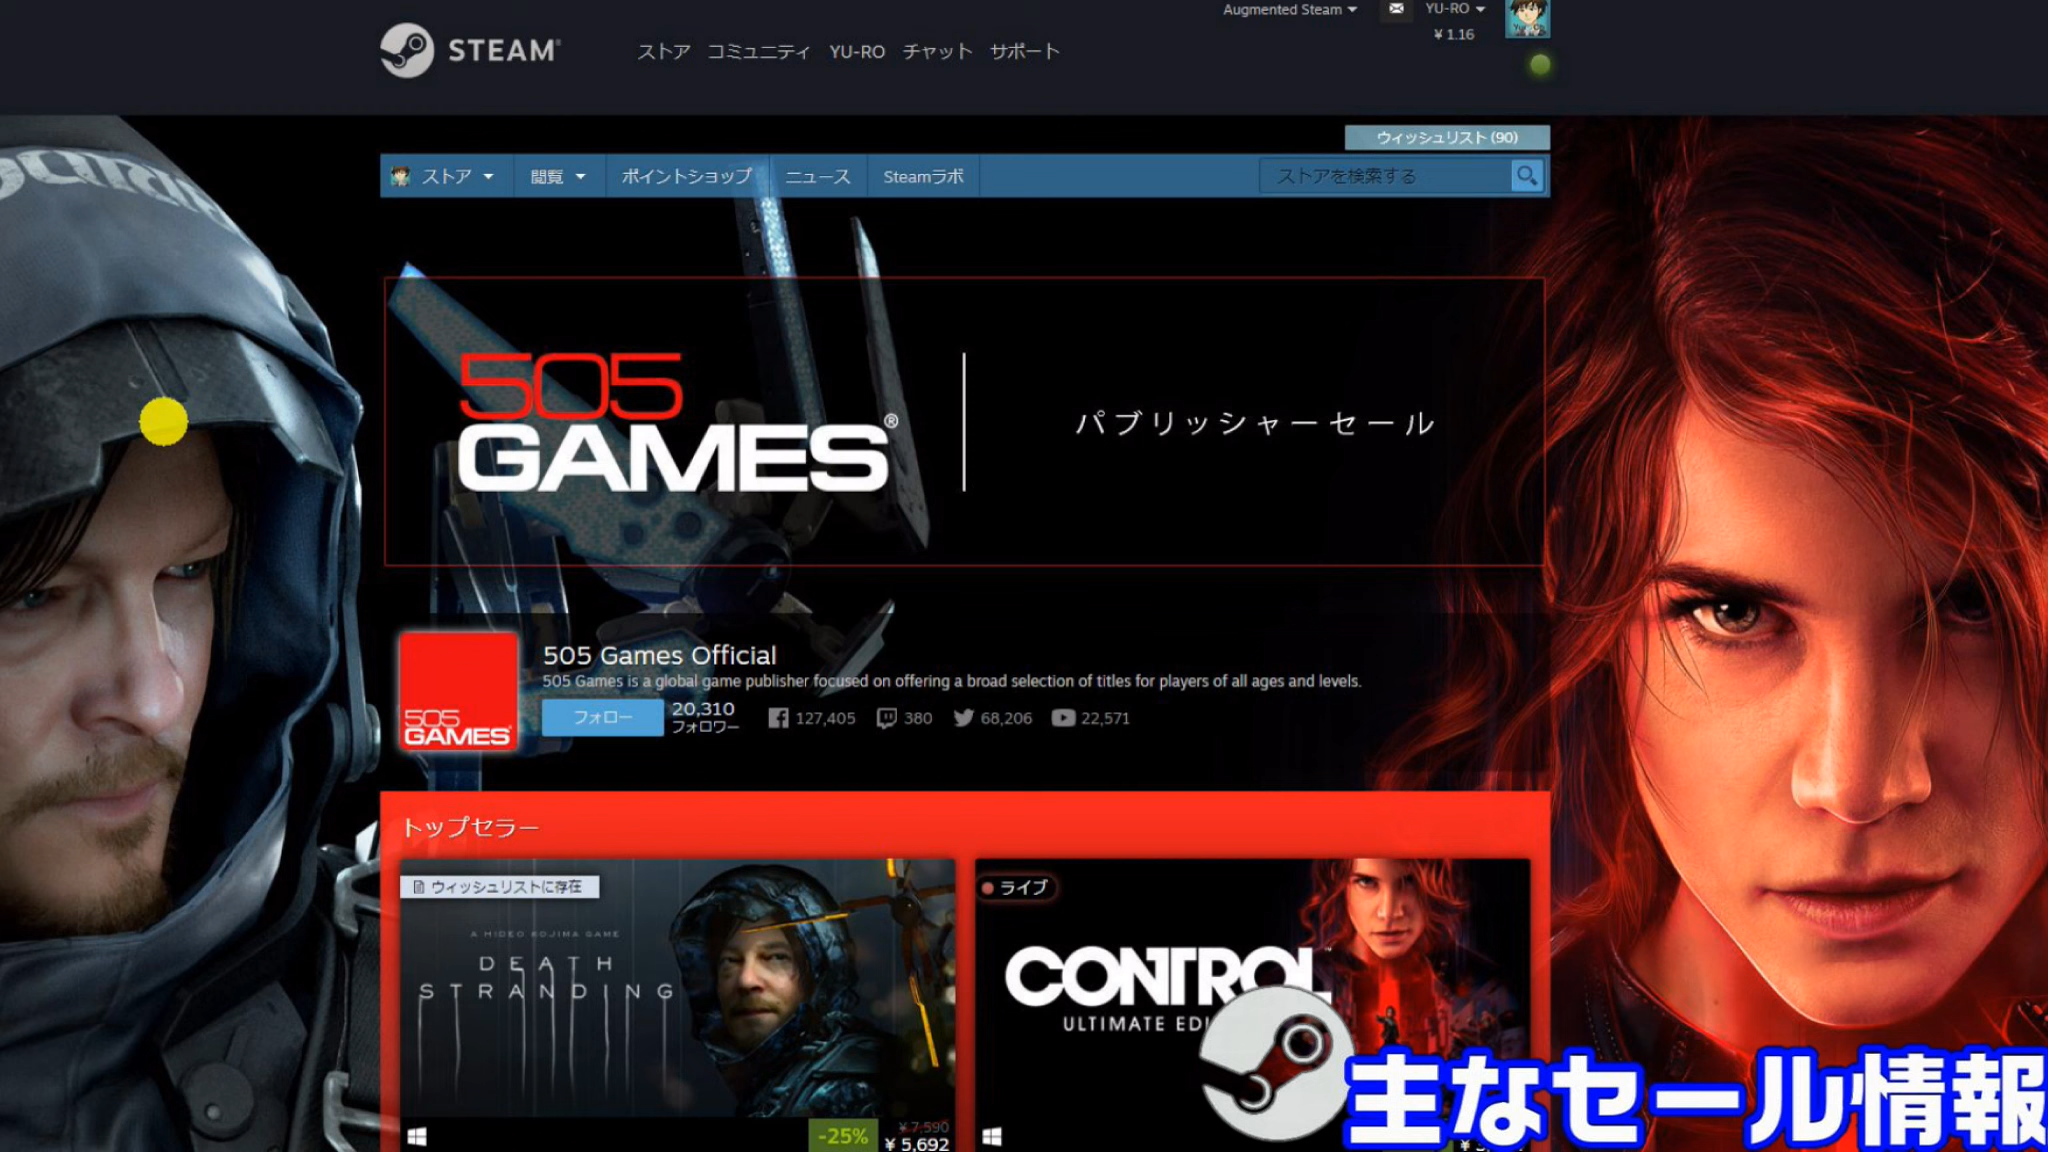 Augmented Steam
YU-RO
¥ 1.16
STEAM
ストア コミュニティ YU-RO チャット サポート
ウィッシュリスト (90)
ストア 閲覧 ポイントショップ ニュース Steamラボ
ストアを検索する
505
GAMES®
パブリッシャーセール
505
GAMES
505 Games Official
505 Games is a global game publisher focused on offering a broad selection of titles for players of all ages and levels.
フォロー
20,310
フォロワー
127,405 380 68,206 22,571
トップセラー
ウィッシュリストに存在
A HIDEO KOJIMA GAME
DEATH
STRANDING
-25%
¥ 7,590
¥ 5,692
ライブ
CONTROL
ULTIMATE
主なセール情報